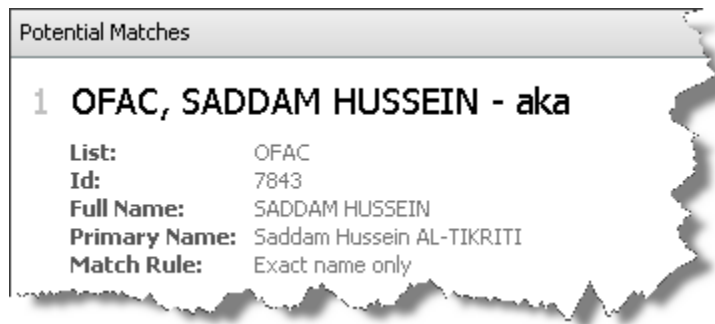 Potential Matches
1 OFAC, SADDAM HUSSEIN - aka
List: OFAC
Id: 7843
Full Name: SADDAM HUSSEIN
Primary Name: Saddam Hussein AL-TIKRITI
Match Rule: Exact name only